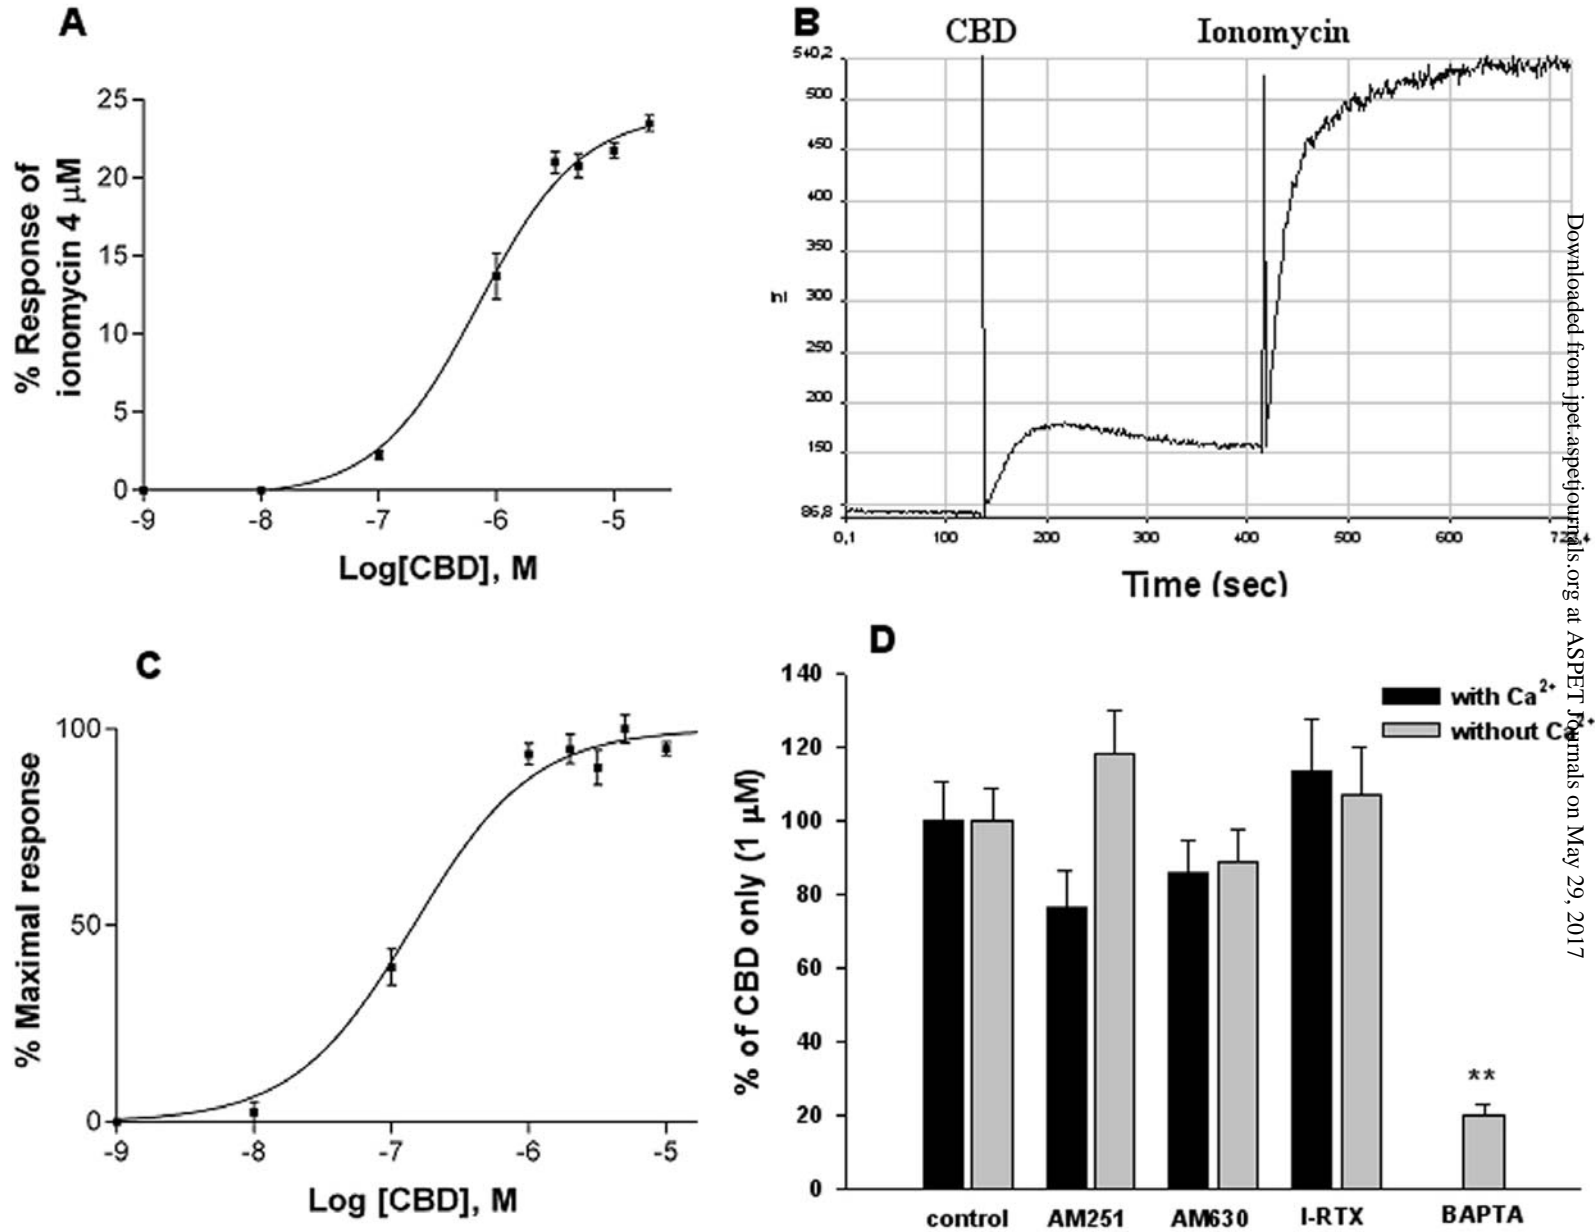 A
25
20
15
10
5
0
-9 -8 -7 -6 -5
% Response of
ionomycin 4 µM
Log[CBD], M
B
CBD Ionomycin
540,2
500
450
400
350
300
250
200
150
86,8
Int
0,1 100 200 300 400 500 600
Time (sec)
C
100
50
0
-9 -8 -7 -6 -5
% Maximal response
Log [CBD], M
D
140
120
100
80
60
40
20
0
% of CBD only (1 µM)
with Ca2+
without Ca2+
**
control AM251 AM630 I-RTX BAPTA
Downloaded from jpet.aspetjournals.org at ASPET Journals on May 29, 2017